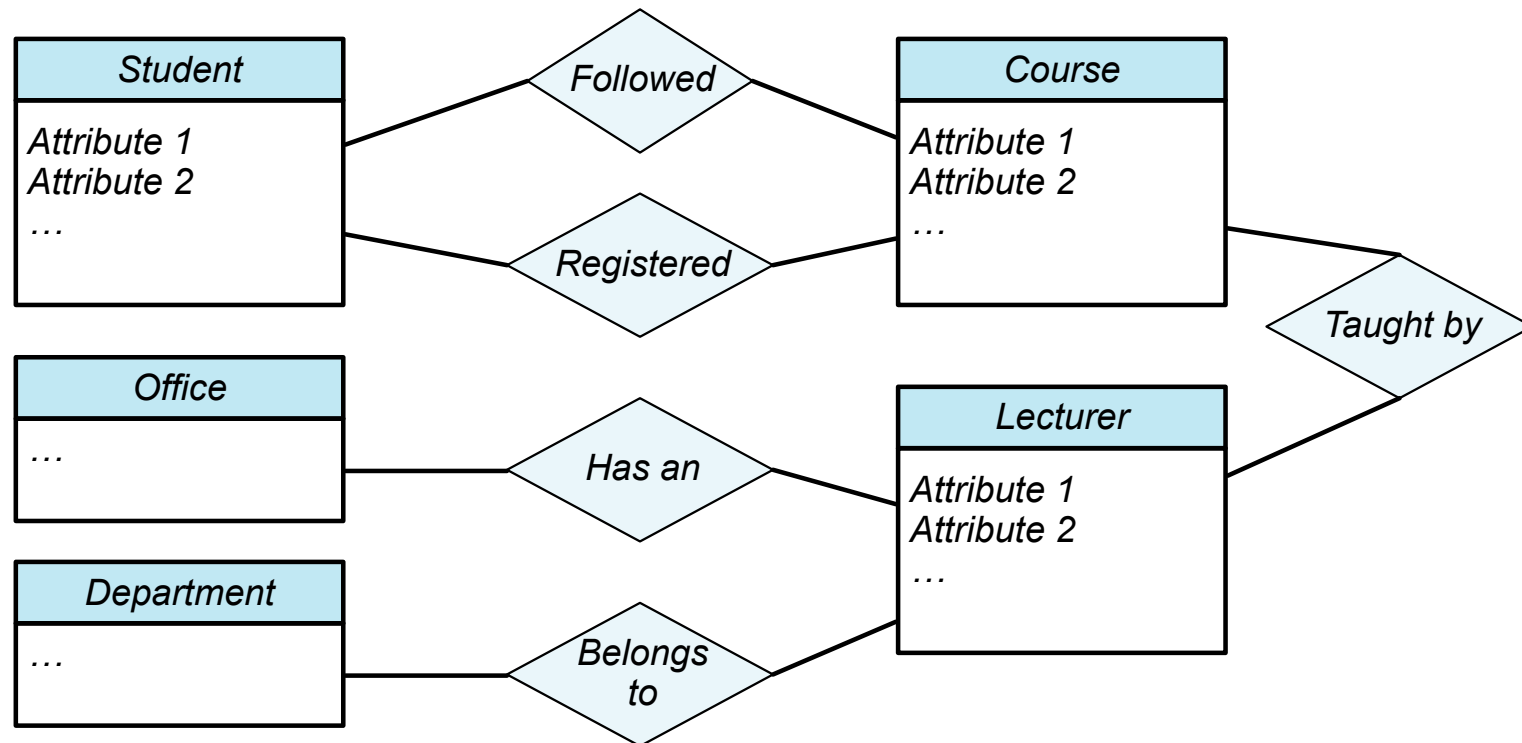 Student
Attribute 1
Attribute 2
…
Followed
Registered
Course
Attribute 1
Attribute 2
…
Taught by
Office
…
Has an
Lecturer
Attribute 1
Attribute 2
…
Department
…
Belongs
to